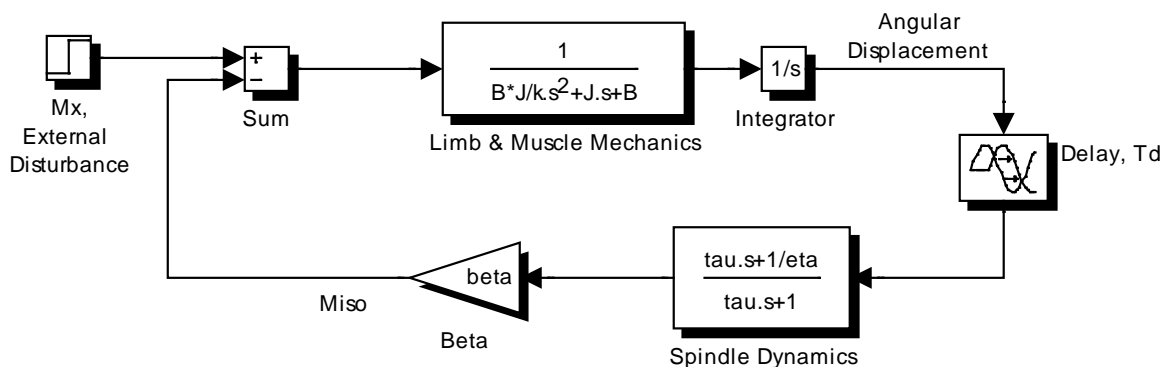 Mx,
External
Disturbance
+
−
Sum
1
B*J/k.s²+J.s+B
Limb & Muscle Mechanics
1/s
Integrator
Angular
Displacement
Delay, Td
tau.s+1/eta
tau.s+1
Spindle Dynamics
beta
Beta
Miso